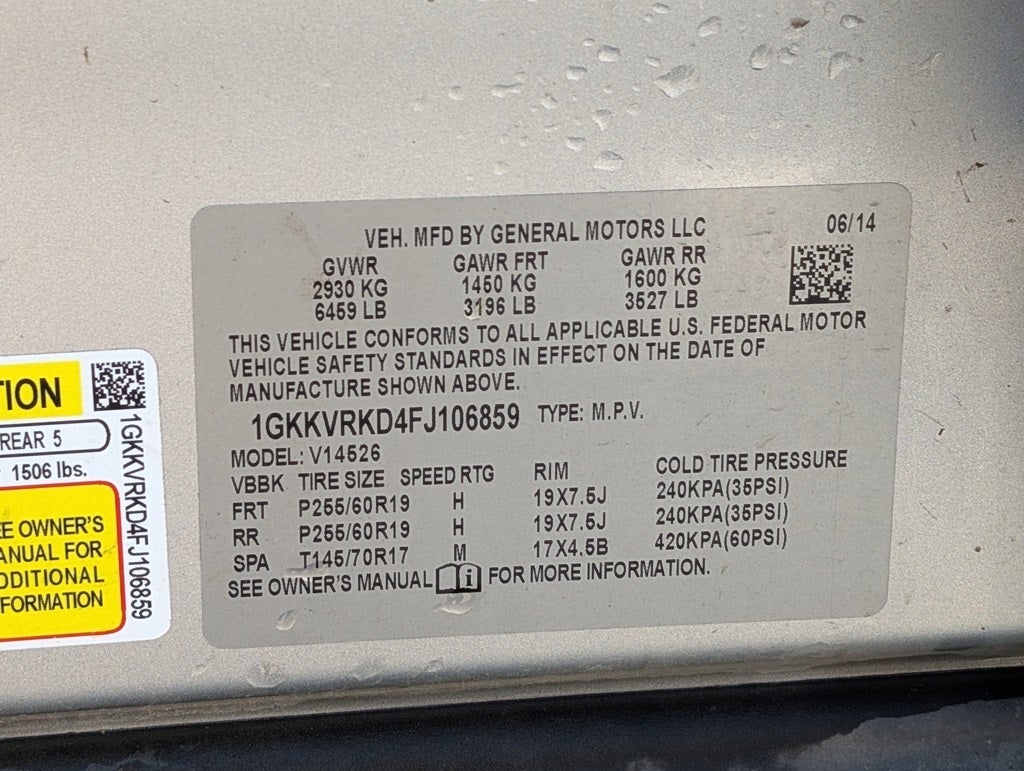 VEH. MFD BY GENERAL MOTORS LLC 06/14
GVWR GAWR FRT GAWR RR
2930 KG 1450 KG 1600 KG
6459 LB 3196 LB 3527 LB
THIS VEHICLE CONFORMS TO ALL APPLICABLE U.S. FEDERAL MOTOR
VEHICLE SAFETY STANDARDS IN EFFECT ON THE DATE OF
MANUFACTURE SHOWN ABOVE.
1GKKVRKD4FJ106859 TYPE: M.P.V.
MODEL: V14526
VBBK TIRE SIZE SPEED RTG RIM COLD TIRE PRESSURE
FRT P255/60R19 H 19X7.5J 240KPA(35PSI)
RR P255/60R19 H 19X7.5J 240KPA(35PSI)
SPA T145/70R17 M 17X4.5B 420KPA(60PSI)
SEE OWNER'S MANUAL i FOR MORE INFORMATION.
TION
REAR 5
1506 lbs.
EE OWNER'S
ANUAL FOR
DDITIONAL
FORMATION
1GKKVRKD4FJ106859